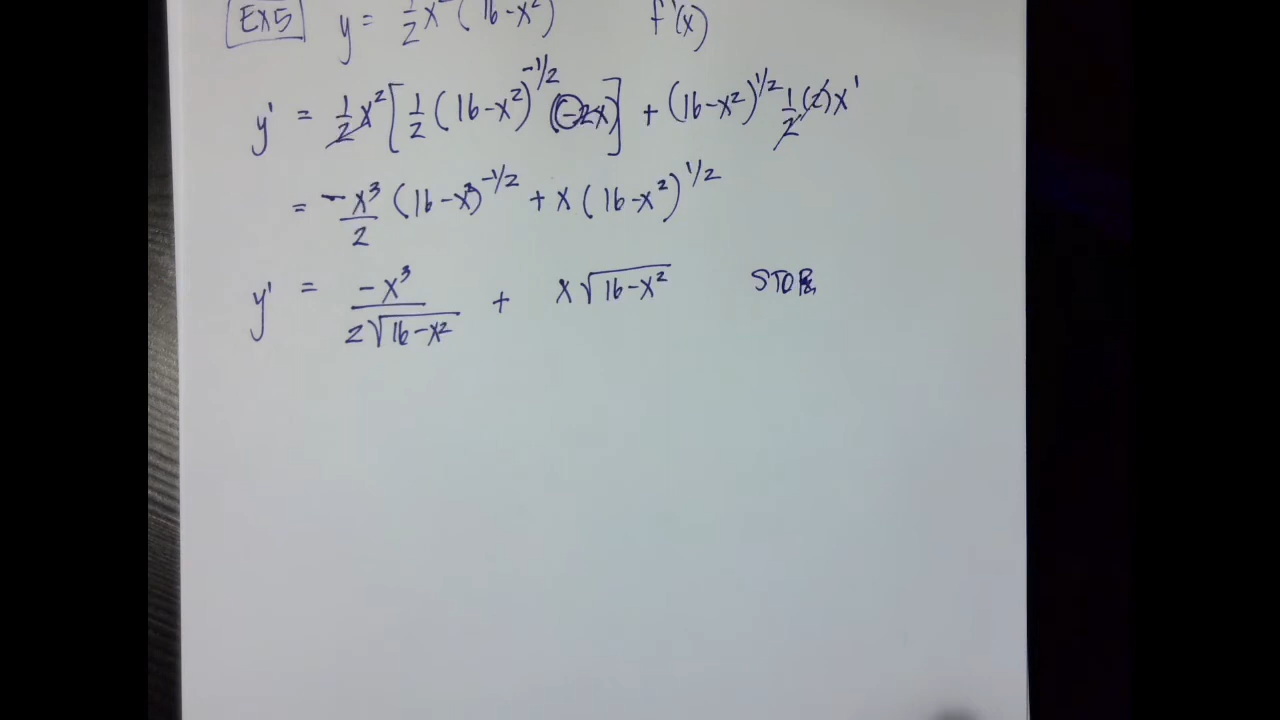 EX5 y = 1/2 x² (16-x²) f'(x)
y' = 1/2 x² [ 1/2 (16-x²)^-1/2 (-2x) ] + (16-x²)^1/2 1/2 (2)x'
= -x³/2 (16-x²)^-1/2 + x (16-x²)^1/2
y' = -x³/(2√(16-x²)) + x√(16-x²) STOP